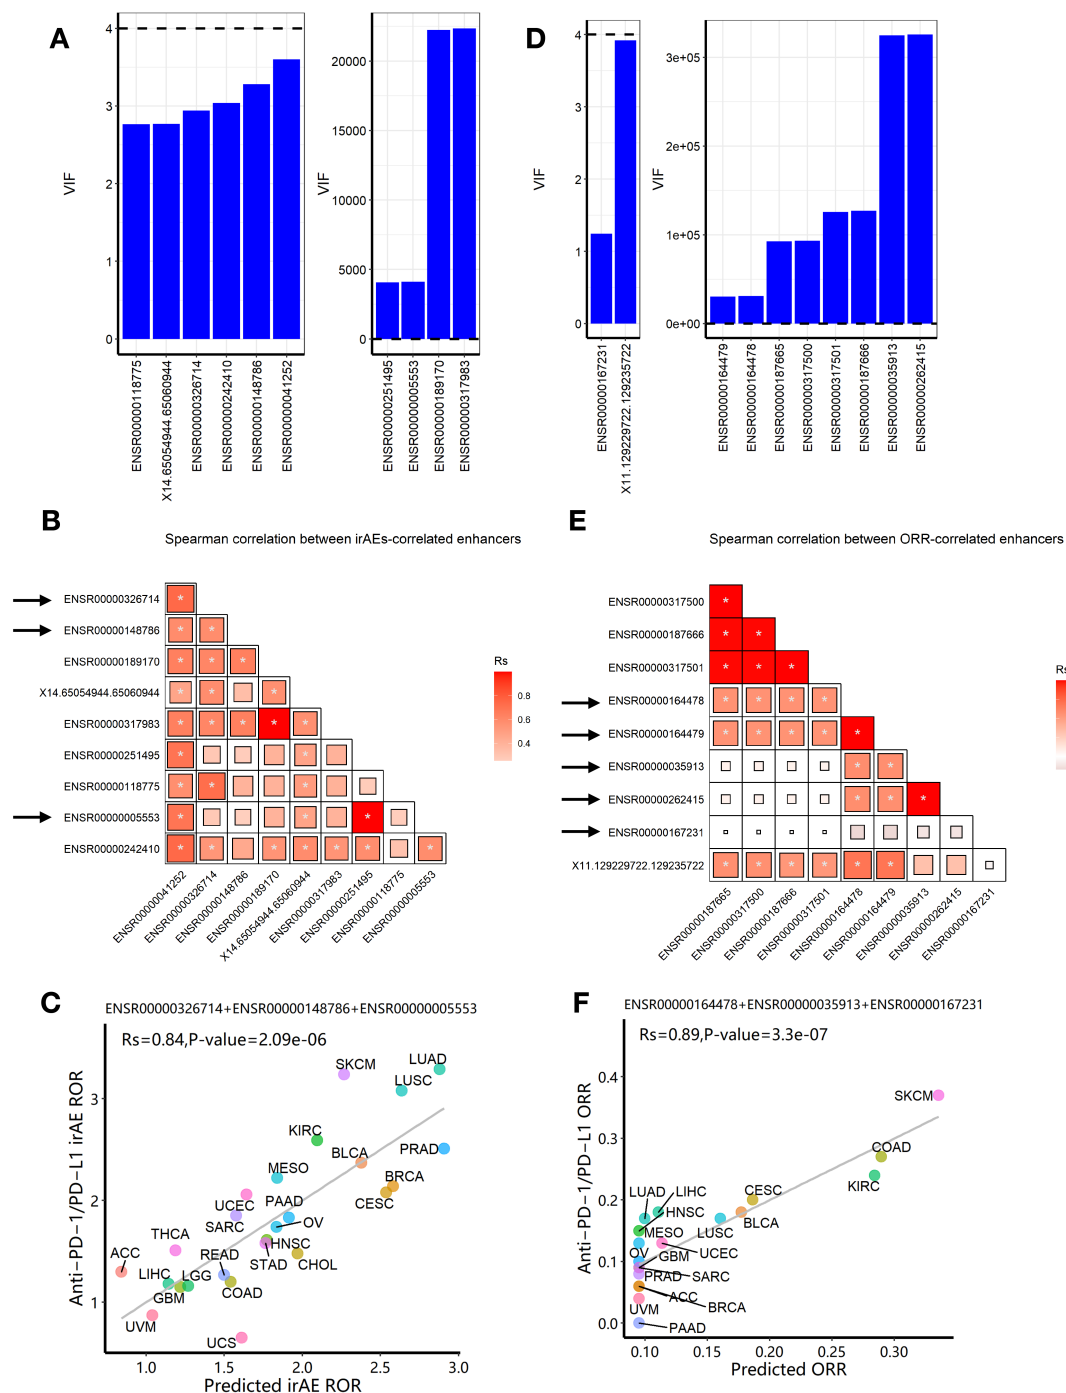 A
VIF
4
3
2
1
0
ENSR00000118775
X14.65054944.65060944
ENSR00000326714
ENSR00000242410
ENSR00000148786
ENSR00000041252
VIF
20000
15000
10000
5000
0
ENSR00000251495
ENSR00000005553
ENSR00000189170
ENSR00000317983
D
VIF
4
3
2
1
0
ENSR00000167231
X11.129229722.129235722
VIF
3e+05
2e+05
1e+05
0e+00
ENSR00000164479
ENSR00000164478
ENSR00000187665
ENSR00000317500
ENSR00000317501
ENSR00000187666
ENSR00000035913
ENSR00000262415
B
Spearman correlation between irAEs-correlated enhancers
ENSR00000326714
ENSR00000148786
ENSR00000189170
X14.65054944.65060944
ENSR00000317983
ENSR00000251495
ENSR00000118775
ENSR00000005553
ENSR00000242410
ENSR00000041252
ENSR00000326714
ENSR00000148786
ENSR00000189170
X14.65054944.65060944
ENSR00000317983
ENSR00000251495
ENSR00000118775
ENSR00000005553
Rs
0.8
0.6
0.4
E
Spearman correlation between ORR-correlated enhancers
ENSR00000317500
ENSR00000187666
ENSR00000317501
ENSR00000164478
ENSR00000164479
ENSR00000035913
ENSR00000262415
ENSR00000167231
X11.129229722.129235722
ENSR00000187665
ENSR00000317500
ENSR00000187666
ENSR00000317501
ENSR00000164478
ENSR00000164479
ENSR00000035913
ENSR00000262415
ENSR00000167231
Rs
C
ENSR00000326714+ENSR00000148786+ENSR00000005553
Rs=0.84,P-value=2.09e-06
Anti-PD-1/PD-L1 irAE ROR
3
2
1
SKCM
LUAD
LUSC
KIRC
PRAD
BLCA
MESO
BRCA
CESC
UCEC
PAAD
SARC
OV
THCA
HNSC
STAD
CHOL
ACC
READ
LIHC
LGG
GBM
COAD
UVM
UCS
1.0
1.5
2.0
2.5
3.0
Predicted irAE ROR
F
ENSR00000164478+ENSR00000035913+ENSR00000167231
Rs=0.89,P-value=3.3e-07
Anti-PD-1/PD-L1 ORR
0.4
0.3
0.2
0.1
0.0
SKCM
COAD
KIRC
CESC
LUAD
LIHC
HNSC
LUSC
BLCA
MESO
UCEC
OV
GBM
PRAD
SARC
ACC
BRCA
UVM
PAAD
0.10
0.15
0.20
0.25
0.30
Predicted ORR